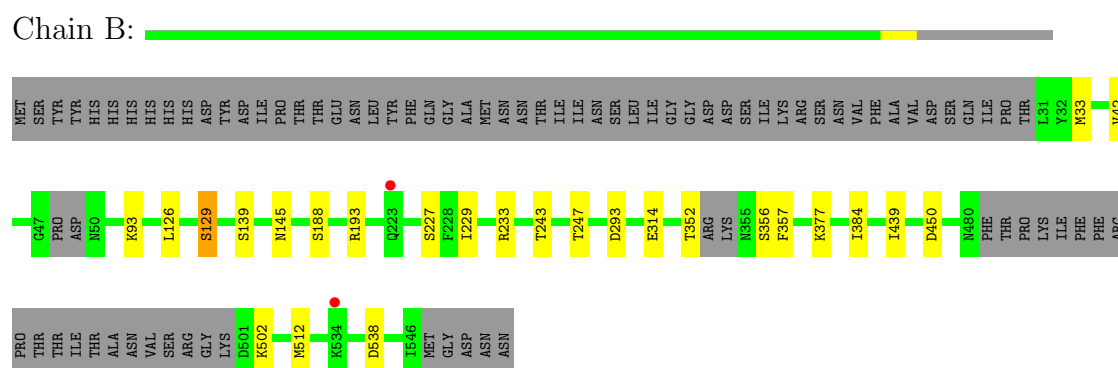 Chain B:
MET SER TYR TYR HIS HIS HIS HIS HIS HIS ASP TYR ASP ILE PRO THR THR GLU ASN LEU TYR PHE GLN GLY ALA MET ASN ASN THR ILE ILE ASN SER LEU ILE GLY GLY ASP ASP SER ILE LYS ARG SER ASN VAL PHE ALA VAL ASP SER GLN ILE PRO THR L31 Y32 M33
G47 PRO ASP N50 K93 L126 S129 S139 N145 S188 R193 Q223 S227 F228 I229 R233 T243 T247 D293 E314 T352 ARG LYS N355 S356 F357 K377 I384 I439 D450 N480 PHE THR PRO LYS ILE PHE PHE ARG
PRO THR THR ILE THR ALA ASN VAL SER ARG GLY LYS D501 K502 M512 K534 D538 I546 MET GLY ASP ASN ASN